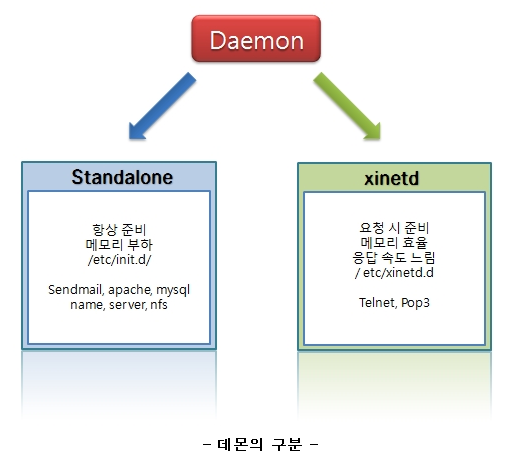 Daemon
Standalone
항상 준비
메모리 부하
/etc/init.d/
Sendmail, apache, mysql
name, server, nfs
xinetd
요청 시 준비
메모리 효율
응답 속도 느림
/ etc/xinetd.d
Telnet, Pop3
- 데몬의 구분 -